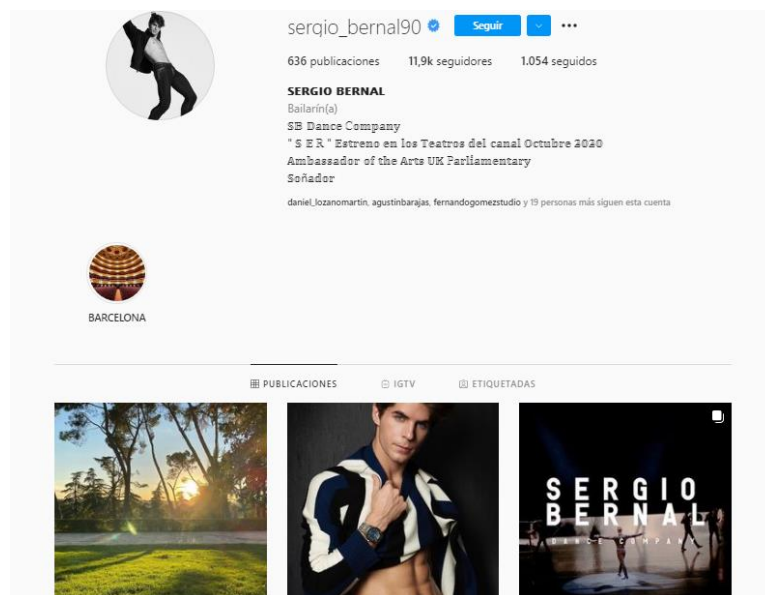 sergio_bernal90 Seguir
636 publicaciones 11,9k seguidores 1.054 seguidos
SERGIO BERNAL
Bailarín(a)
SB Dance Company
" S E R " Estreno en los Teatros del canal Octubre 2020
Ambassador of the Arts UK Parliamentary
Soñador
daniel_lozanomartin, agustinbarajas, fernandogomezstudio y 19 personas más siguen esta cuenta
BARCELONA
PUBLICACIONES IGTV ETIQUETADAS
SERGIO
BERNAL
DANCE COMPANY